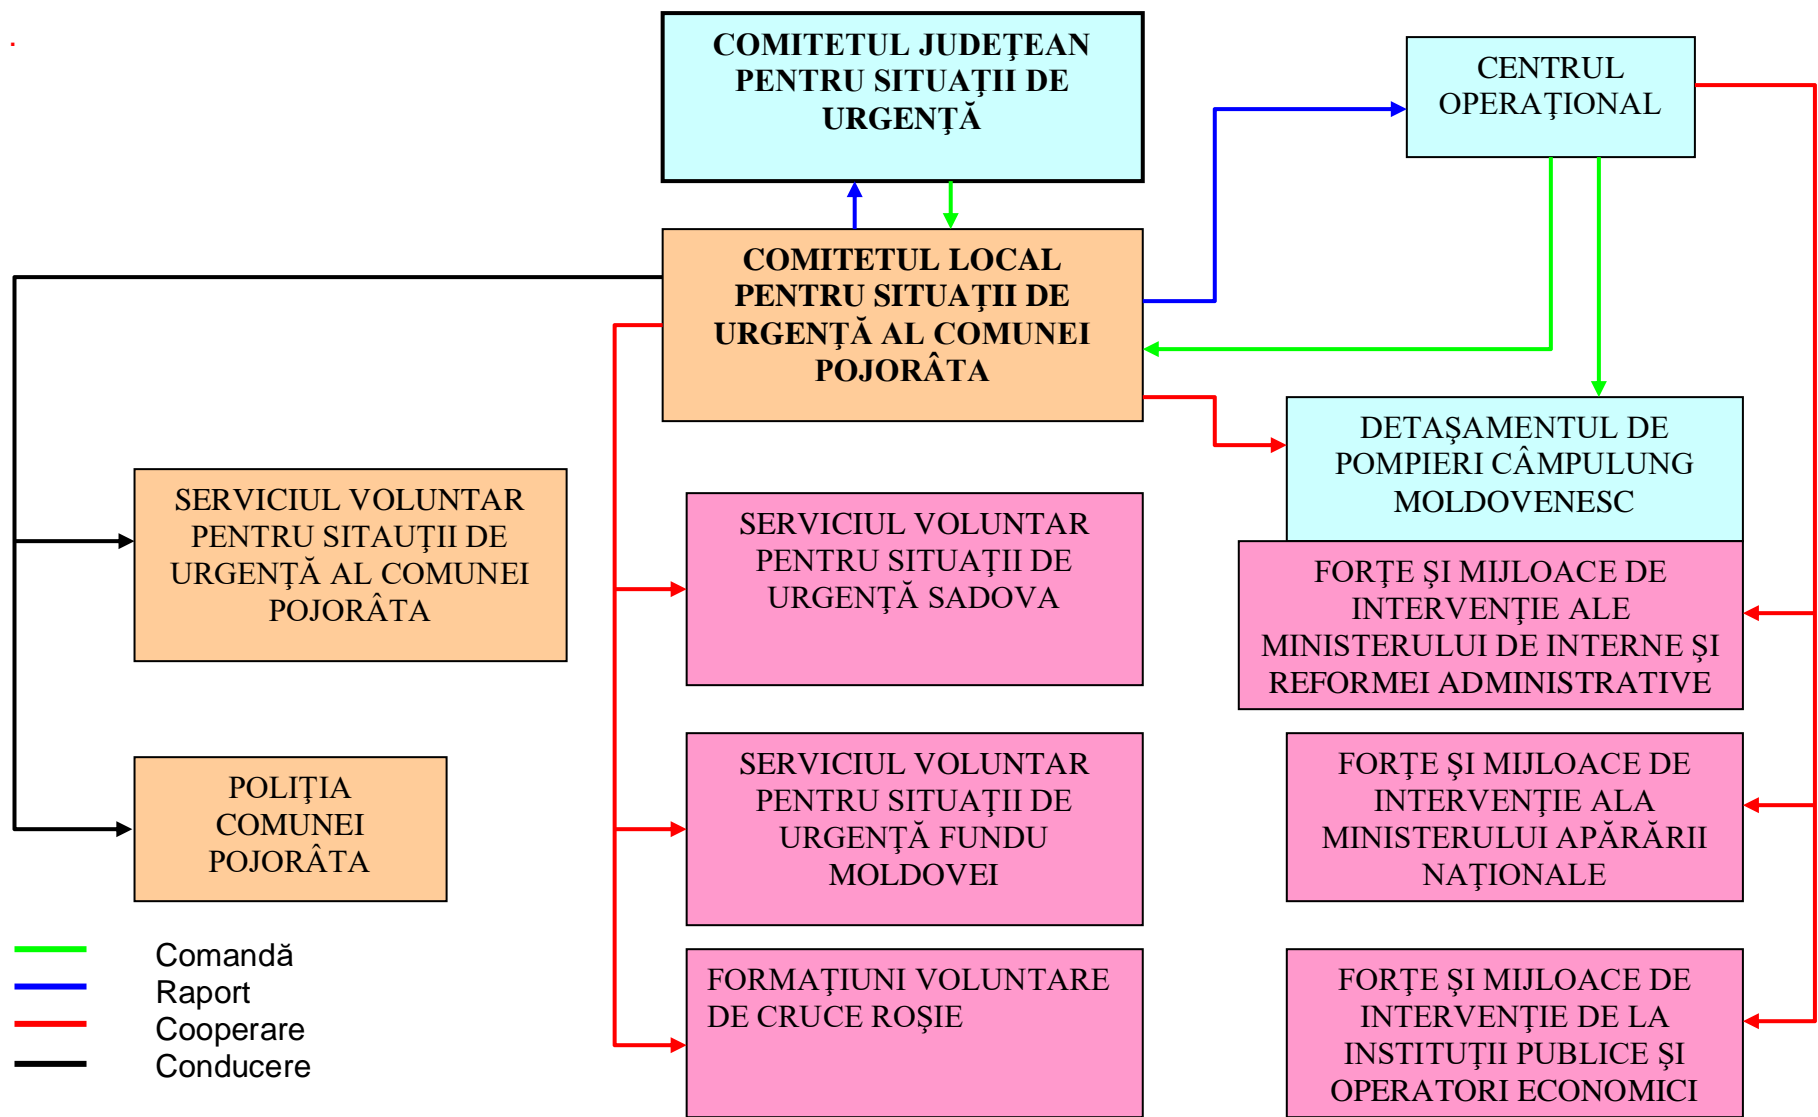 COMITETUL JUDEŢEAN
PENTRU SITUAŢII DE
URGENŢĂ
CENTRUL
OPERAŢIONAL
COMITETUL LOCAL
PENTRU SITUAŢII DE
URGENŢĂ AL COMUNEI
POJORÂTA
DETAŞAMENTUL DE
POMPIERI CÂMPULUNG
MOLDOVENESC
SERVICIUL VOLUNTAR
PENTRU SITAUŢII DE
URGENŢĂ AL COMUNEI
POJORÂTA
SERVICIUL VOLUNTAR
PENTRU SITUAŢII DE
URGENŢĂ SADOVA
FORŢE ŞI MIJLOACE DE
INTERVENŢIE ALE
MINISTERULUI DE INTERNE ŞI
REFORMEI ADMINISTRATIVE
POLIŢIA
COMUNEI
POJORÂTA
SERVICIUL VOLUNTAR
PENTRU SITUAŢII DE
URGENŢĂ FUNDU
MOLDOVEI
FORŢE ŞI MIJLOACE DE
INTERVENŢIE ALA
MINISTERULUI APĂRĂRII
NAŢIONALE
Comandă
Raport
Cooperare
Conducere
FORMAŢIUNI VOLUNTARE
DE CRUCE ROŞIE
FORŢE ŞI MIJLOACE DE
INTERVENŢIE DE LA
INSTITUŢII PUBLICE ŞI
OPERATORI ECONOMICI